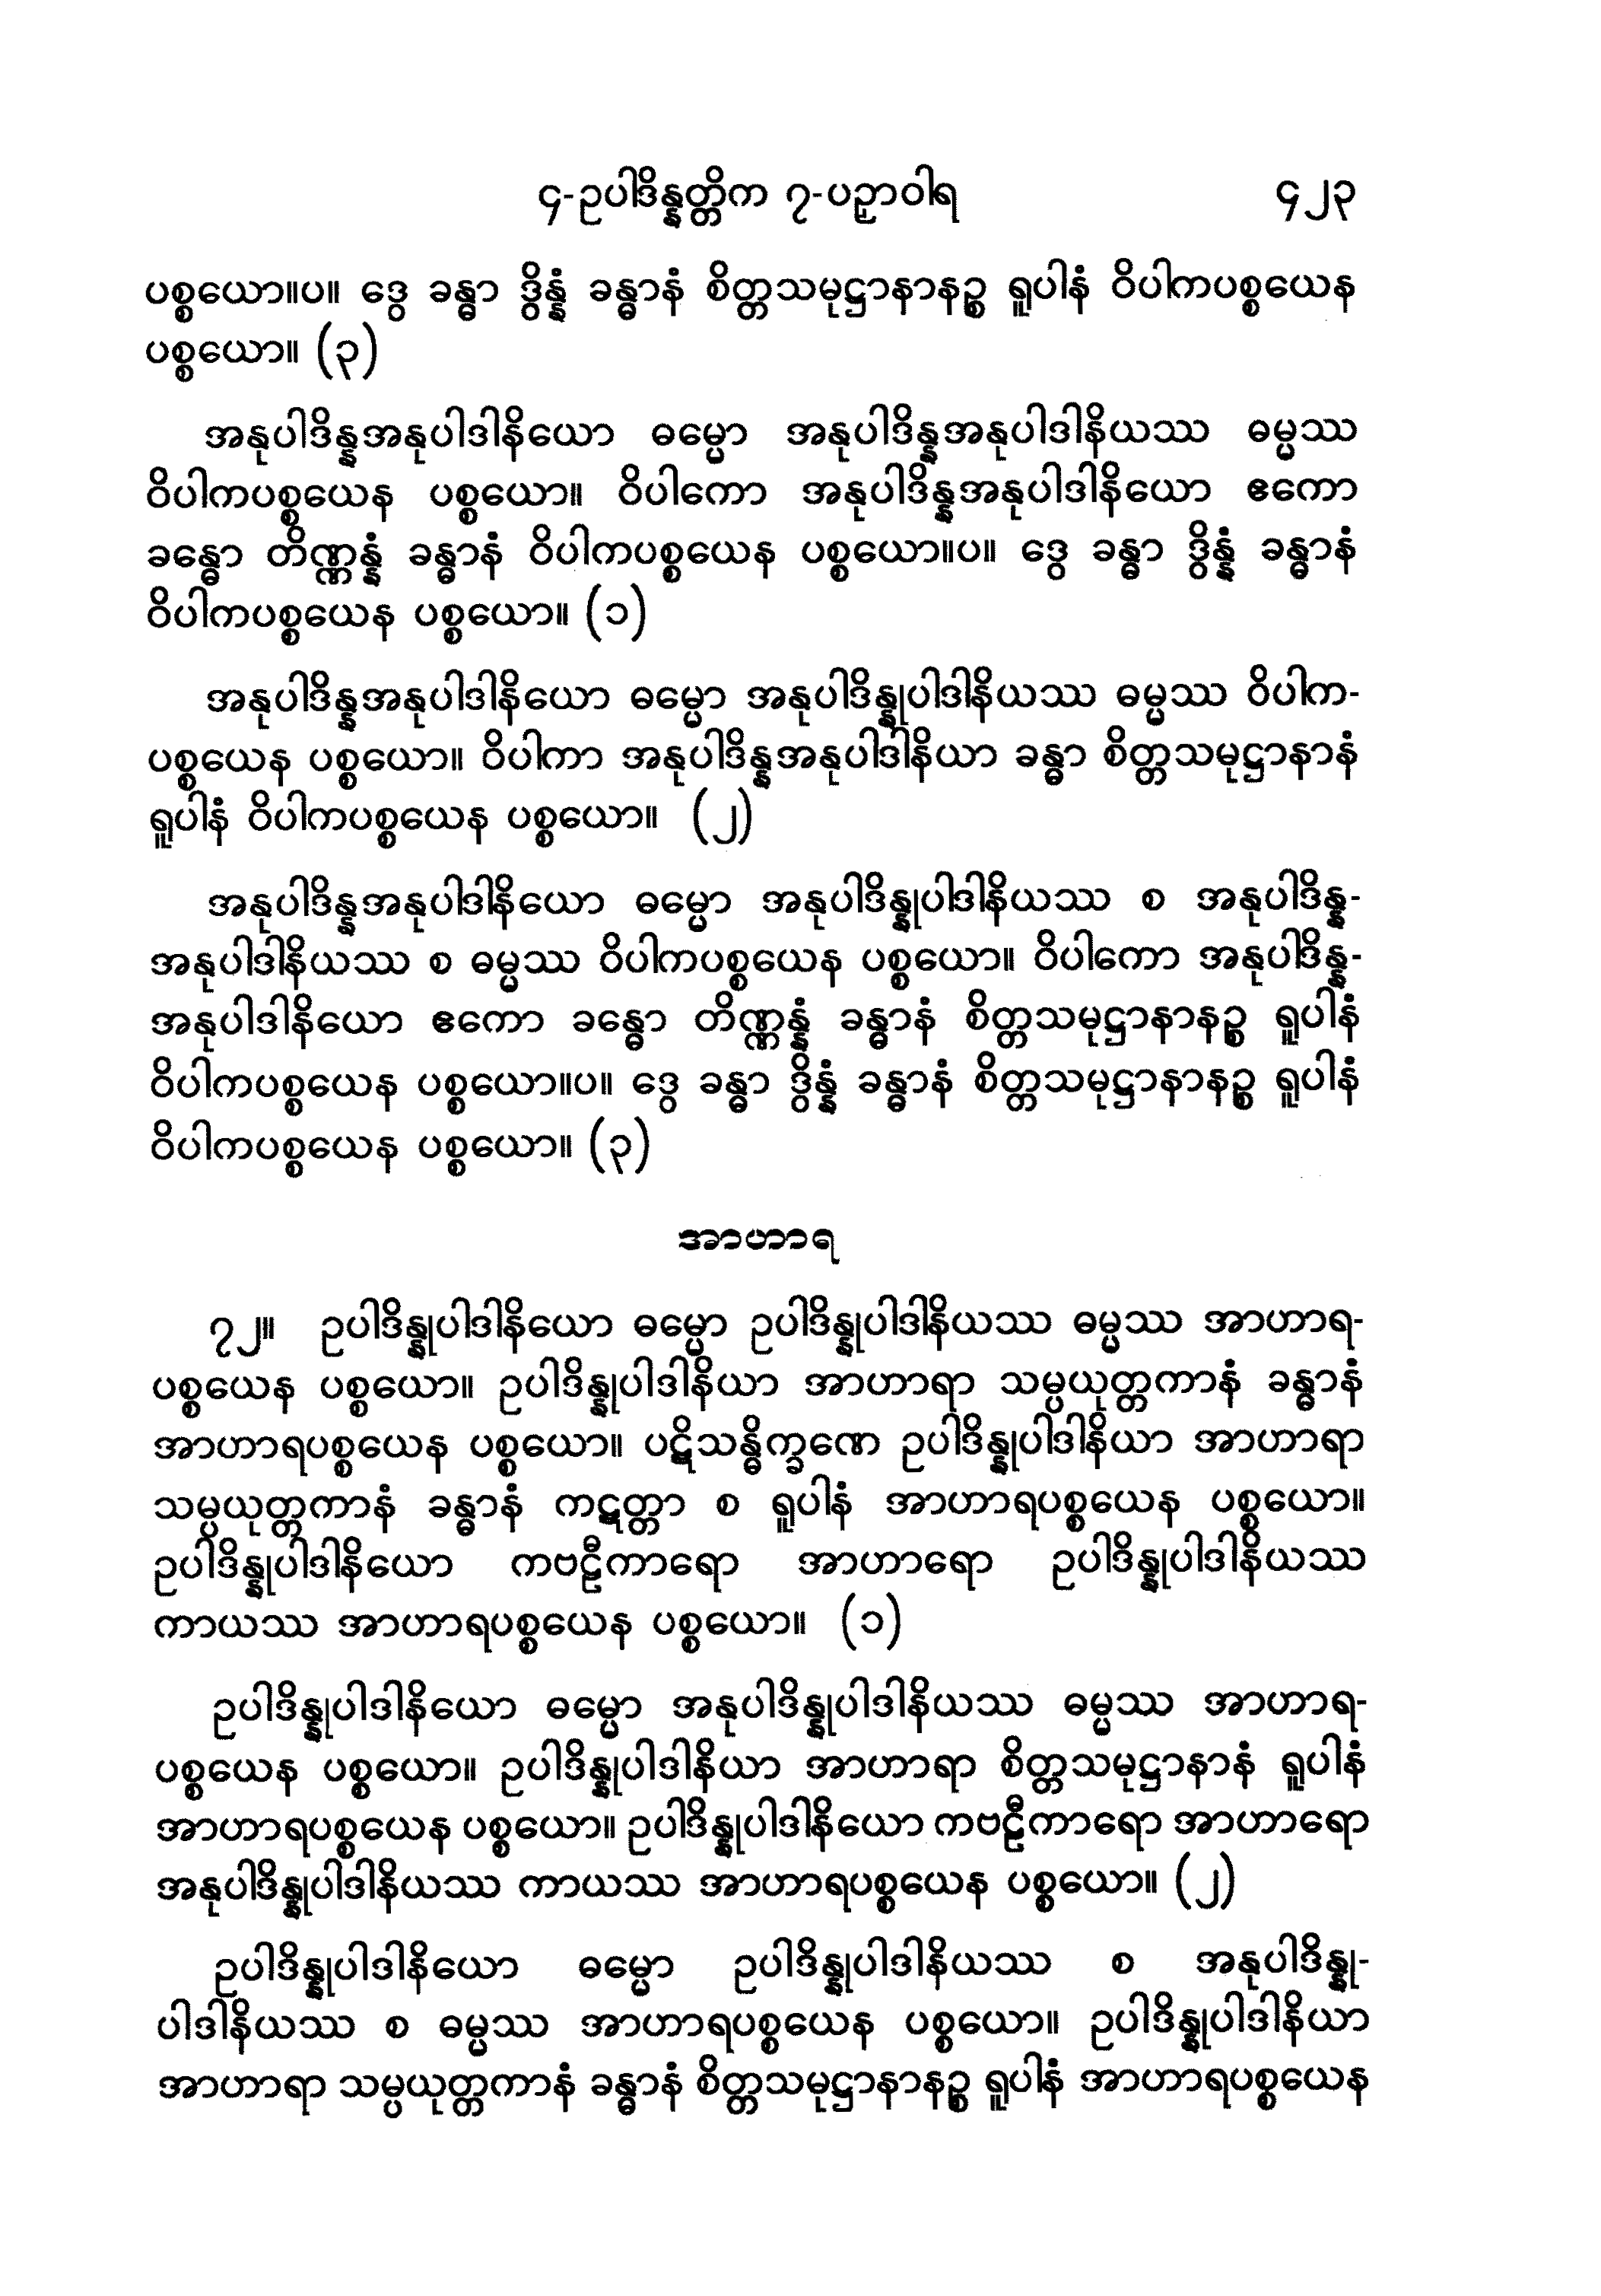 ၄-ဥပါဒိန္နတ္တိက ၇-ပဉှာဝါရ ၄၂၃
ပစ္စယော။ပ။ ဒွေ ခန္ဓာ ဒွိန္နံ ခန္ဓာနံ စိတ္တသမုဋ္ဌာနာနဉ္စ ရူပါနံ ဝိပါကပစ္စယေန
ပစ္စယော။ (၃)
အနုပါဒိန္နအနုပါဒါနိယော ဓမ္မော အနုပါဒိန္နအနုပါဒါနိယဿ ဓမ္မဿ
ဝိပါကပစ္စယေန ပစ္စယော။ ဝိပါကော အနုပါဒိန္နအနုပါဒါနိယော ဧကော
ခန္ဓော တိဏ္ဏန္နံ ခန္ဓာနံ ဝိပါကပစ္စယေန ပစ္စယော။ပ။ ဒွေ ခန္ဓာ ဒွိန္နံ ခန္ဓာနံ
ဝိပါကပစ္စယေန ပစ္စယော။ (၁)
အနုပါဒိန္နအနုပါဒါနိယော ဓမ္မော အနုပါဒိန္နုပါဒါနိယဿ ဓမ္မဿ ဝိပါက-
ပစ္စယေန ပစ္စယော။ ဝိပါကာ အနုပါဒိန္နအနုပါဒါနိယာ ခန္ဓာ စိတ္တသမုဋ္ဌာနာနံ
ရူပါနံ ဝိပါကပစ္စယေန ပစ္စယော။ (၂)
အနုပါဒိန္နအနုပါဒါနိယော ဓမ္မော အနုပါဒိန္နုပါဒါနိယဿ စ အနုပါဒိန္န-
အနုပါဒါနိယဿ စ ဓမ္မဿ ဝိပါကပစ္စယေန ပစ္စယော။ ဝိပါကော အနုပါဒိန္န-
အနုပါဒါနိယော ဧကော ခန္ဓော တိဏ္ဏန္နံ ခန္ဓာနံ စိတ္တသမုဋ္ဌာနာနဉ္စ ရူပါနံ
ဝိပါကပစ္စယေန ပစ္စယော။ပ။ ဒွေ ခန္ဓာ ဒွိန္နံ ခန္ဓာနံ စိတ္တသမုဋ္ဌာနာနဉ္စ ရူပါနံ
ဝိပါကပစ္စယေန ပစ္စယော။ (၃)
အာဟာရ
၇၂။ ဥပါဒိန္နုပါဒါနိယော ဓမ္မော ဥပါဒိန္နုပါဒါနိယဿ ဓမ္မဿ အာဟာရ-
ပစ္စယေန ပစ္စယော။ ဥပါဒိန္နုပါဒါနိယာ အာဟာရာ သမ္ပယုတ္တကာနံ ခန္ဓာနံ
အာဟာရပစ္စယေန ပစ္စယော။ ပဋိသန္ဓိက္ခဏေ ဥပါဒိန္နုပါဒါနိယာ အာဟာရာ
သမ္ပယုတ္တကာနံ ခန္ဓာနံ ကဋတ္တာ စ ရူပါနံ အာဟာရပစ္စယေန ပစ္စယော။
ဥပါဒိန္နုပါဒါနိယော ကဗဠီကာရော အာဟာရော ဥပါဒိန္နုပါဒါနိယဿ
ကာယဿ အာဟာရပစ္စယေန ပစ္စယော။ (၁)
ဥပါဒိန္နုပါဒါနိယော ဓမ္မော အနုပါဒိန္နုပါဒါနိယဿ ဓမ္မဿ အာဟာရ-
ပစ္စယေန ပစ္စယော။ ဥပါဒိန္နုပါဒါနိယာ အာဟာရာ စိတ္တသမုဋ္ဌာနာနံ ရူပါနံ
အာဟာရပစ္စယေန ပစ္စယော။ ဥပါဒိန္နုပါဒါနိယော ကဗဠီကာရော အာဟာရော
အနုပါဒိန္နုပါဒါနိယဿ ကာယဿ အာဟာရပစ္စယေန ပစ္စယော။ (၂)
ဥပါဒိန္နုပါဒါနိယော ဓမ္မော ဥပါဒိန္နုပါဒါနိယဿ စ အနုပါဒိန္နု-
ပါဒါနိယဿ စ ဓမ္မဿ အာဟာရပစ္စယေန ပစ္စယော။ ဥပါဒိန္နုပါဒါနိယာ
အာဟာရာ သမ္ပယုတ္တကာနံ ခန္ဓာနံ စိတ္တသမုဋ္ဌာနာနဉ္စ ရူပါနံ အာဟာရပစ္စယေန